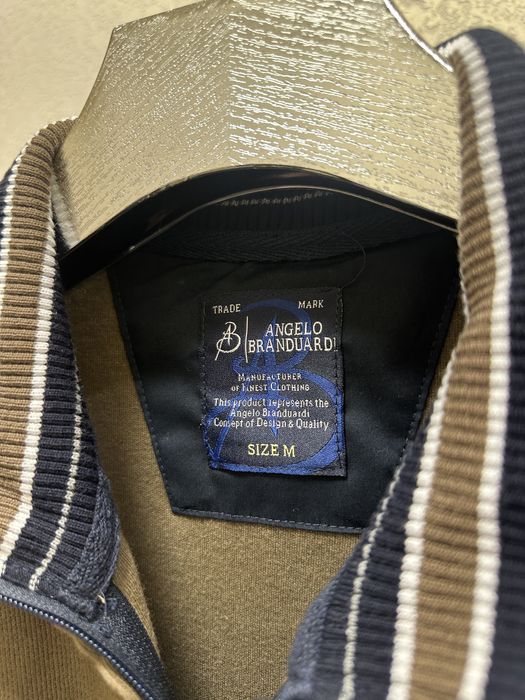 TRADE MARK
AB ANGELO
BRANDUARDI
MANUFACTURER
OF FINEST CLOTHING
This product represents the
Angelo Branduardi
Concept of Design & Quality
SIZE M